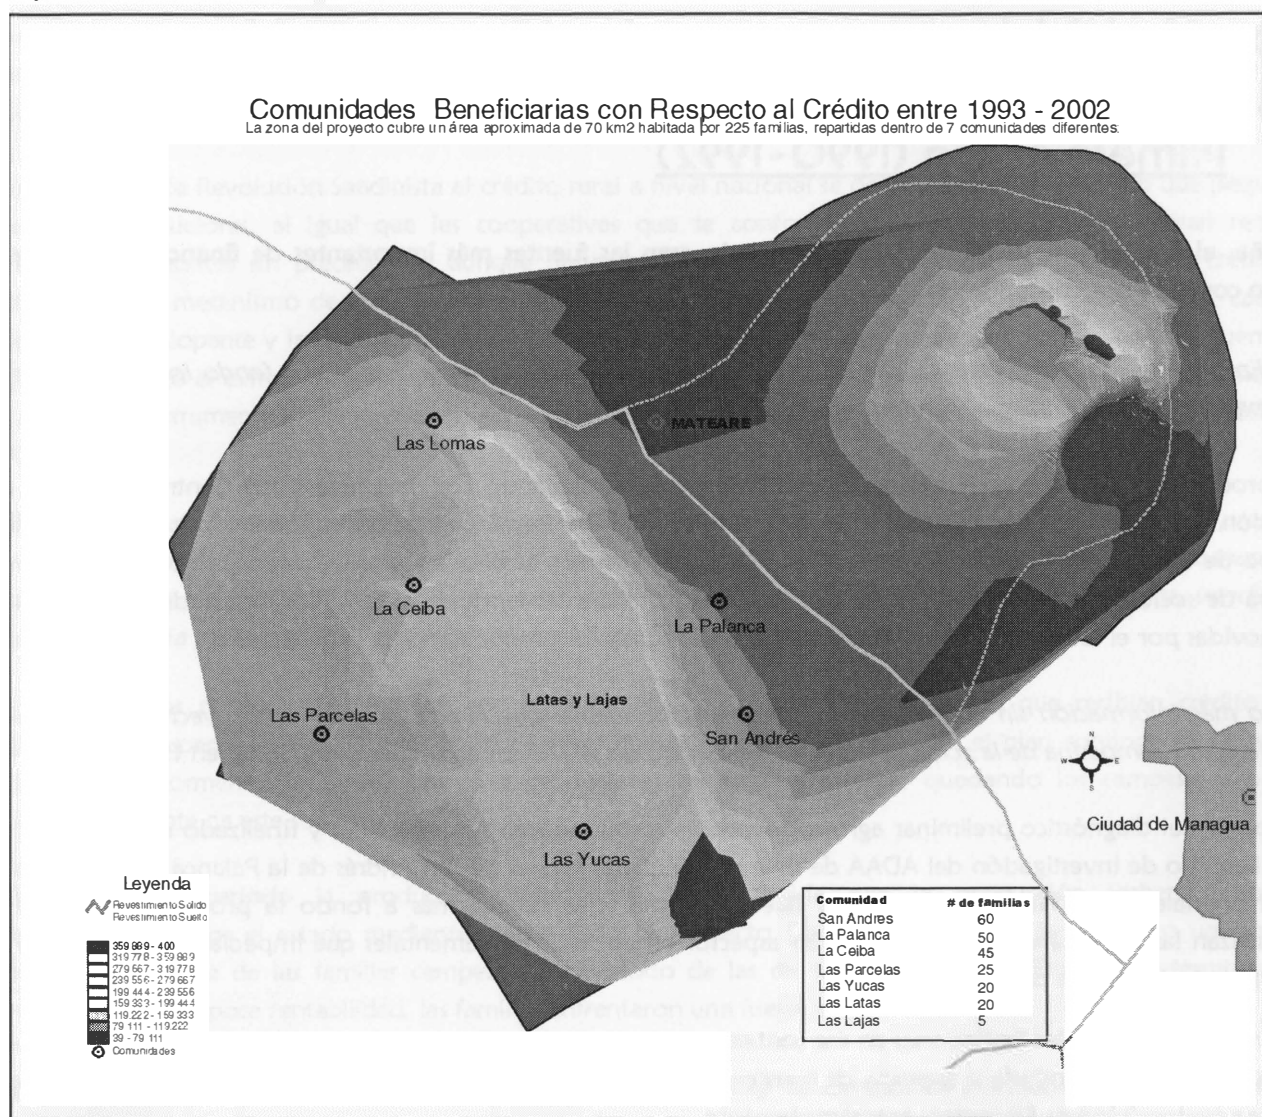 Comunidades Beneficiarias con Respecto al Crédito entre 1993 - 2002
La zona del proyecto cubre un área aproximada de 70 km2 habitada por 225 familias, repartidas dentro de 7 comunidades diferentes.
MATEARE
Las Lomas
La Ceiba
La Palanca
Latas y Lajas
Las Parcelas
San Andrés
N
W E
S
Ciudad de Managua
Las Yucas
Leyenda
Revestimiento Solido
Revestimiento Suelto
359.889 - 400
319.778 - 359.889
279.667 - 319.778
239.556 - 279.667
199.444 - 239.556
159.333 - 199.444
119.222 - 159.333
79.111 - 119.222
39 - 79.111
Comunidades
Comunidad # de familias
San Andres 60
La Palanca 50
La Ceiba 45
Las Parcelas 25
Las Yucas 20
Las Latas 20
Las Lajas 5